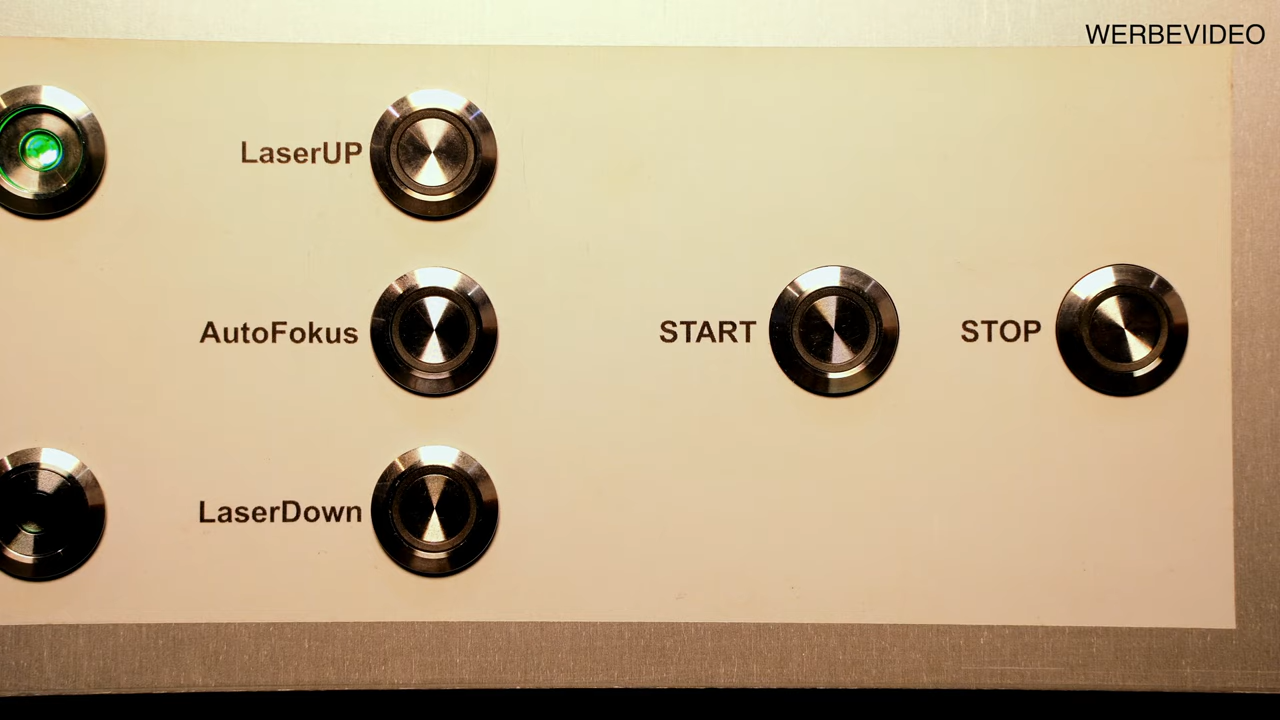 WERBEVIDEO
LaserUP
AutoFokus
START
STOP
LaserDown